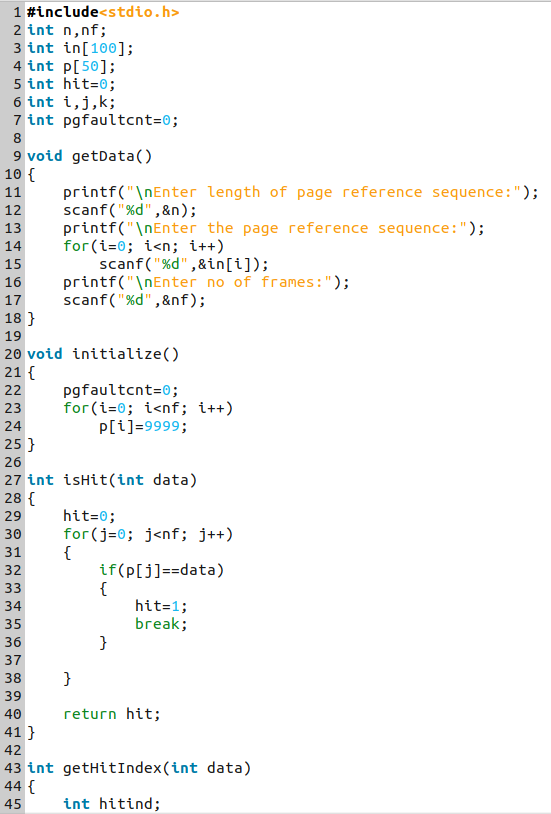 1 #include<stdio.h>
2 int n,nf;
3 int in[100];
4 int p[50];
5 int hit=0;
6 int i,j,k;
7 int pgfaultcnt=0;
8
9 void getData()
10 {
11     printf("\nEnter length of page reference sequence:");
12     scanf("%d",&n);
13     printf("\nEnter the page reference sequence:");
14     for(i=0; i<n; i++)
15         scanf("%d",&in[i]);
16     printf("\nEnter no of frames:");
17     scanf("%d",&nf);
18 }
19
20 void initialize()
21 {
22     pgfaultcnt=0;
23     for(i=0; i<nf; i++)
24         p[i]=9999;
25 }
26
27 int isHit(int data)
28 {
29     hit=0;
30     for(j=0; j<nf; j++)
31     {
32         if(p[j]==data)
33         {
34             hit=1;
35             break;
36         }
37
38     }
39
40     return hit;
41 }
42
43 int getHitIndex(int data)
44 {
45     int hitind;